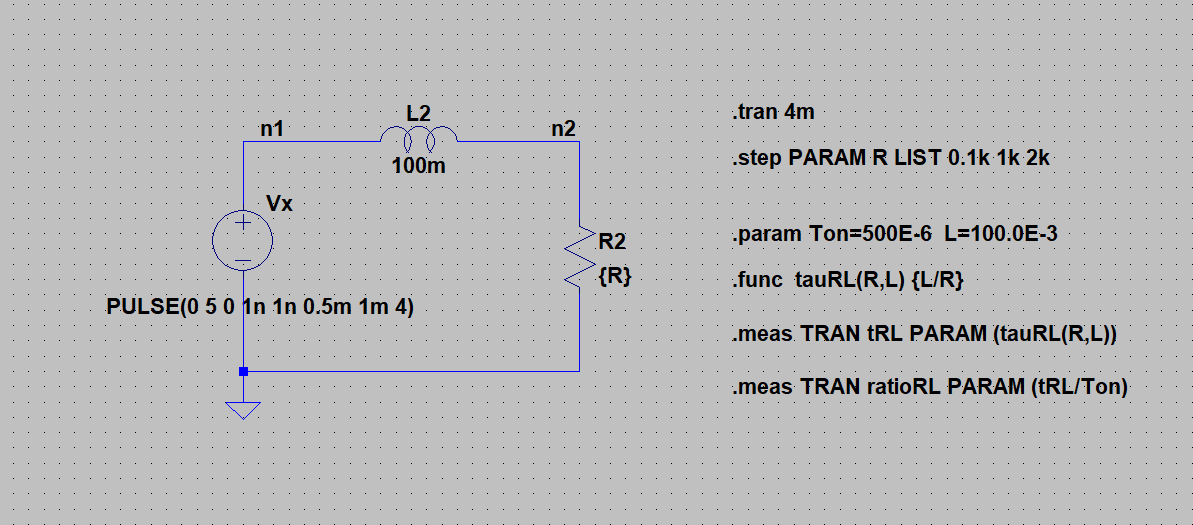 n1
L2
n2
100m
Vx
+
R2
{R}
PULSE(0 5 0 1n 1n 0.5m 1m 4)
.tran 4m
.step PARAM R LIST 0.1k 1k 2k
.param Ton=500E-6  L=100.0E-3
.func  tauRL(R,L) {L/R}
.meas TRAN tRL PARAM (tauRL(R,L))
.meas TRAN ratioRL PARAM (tRL/Ton)